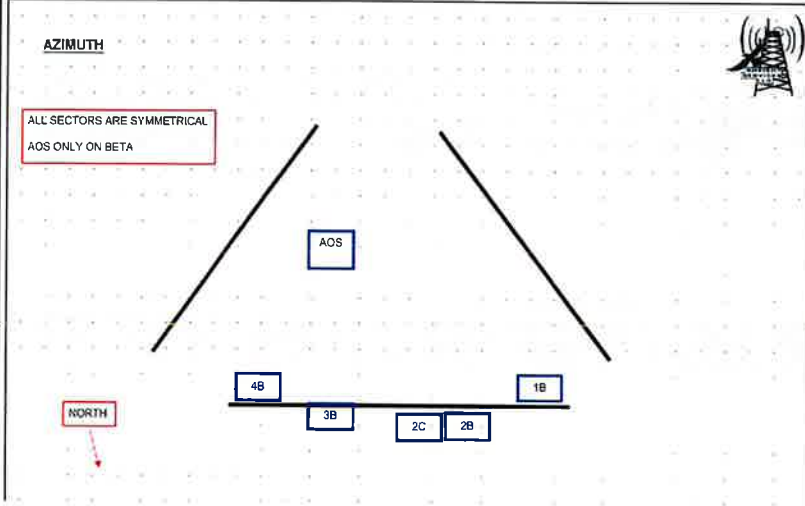 AZIMUTH
ALL SECTORS ARE SYMMETRICAL
AOS ONLY ON BETA
AOS
4B
1B
3B
2C
2B
NORTH